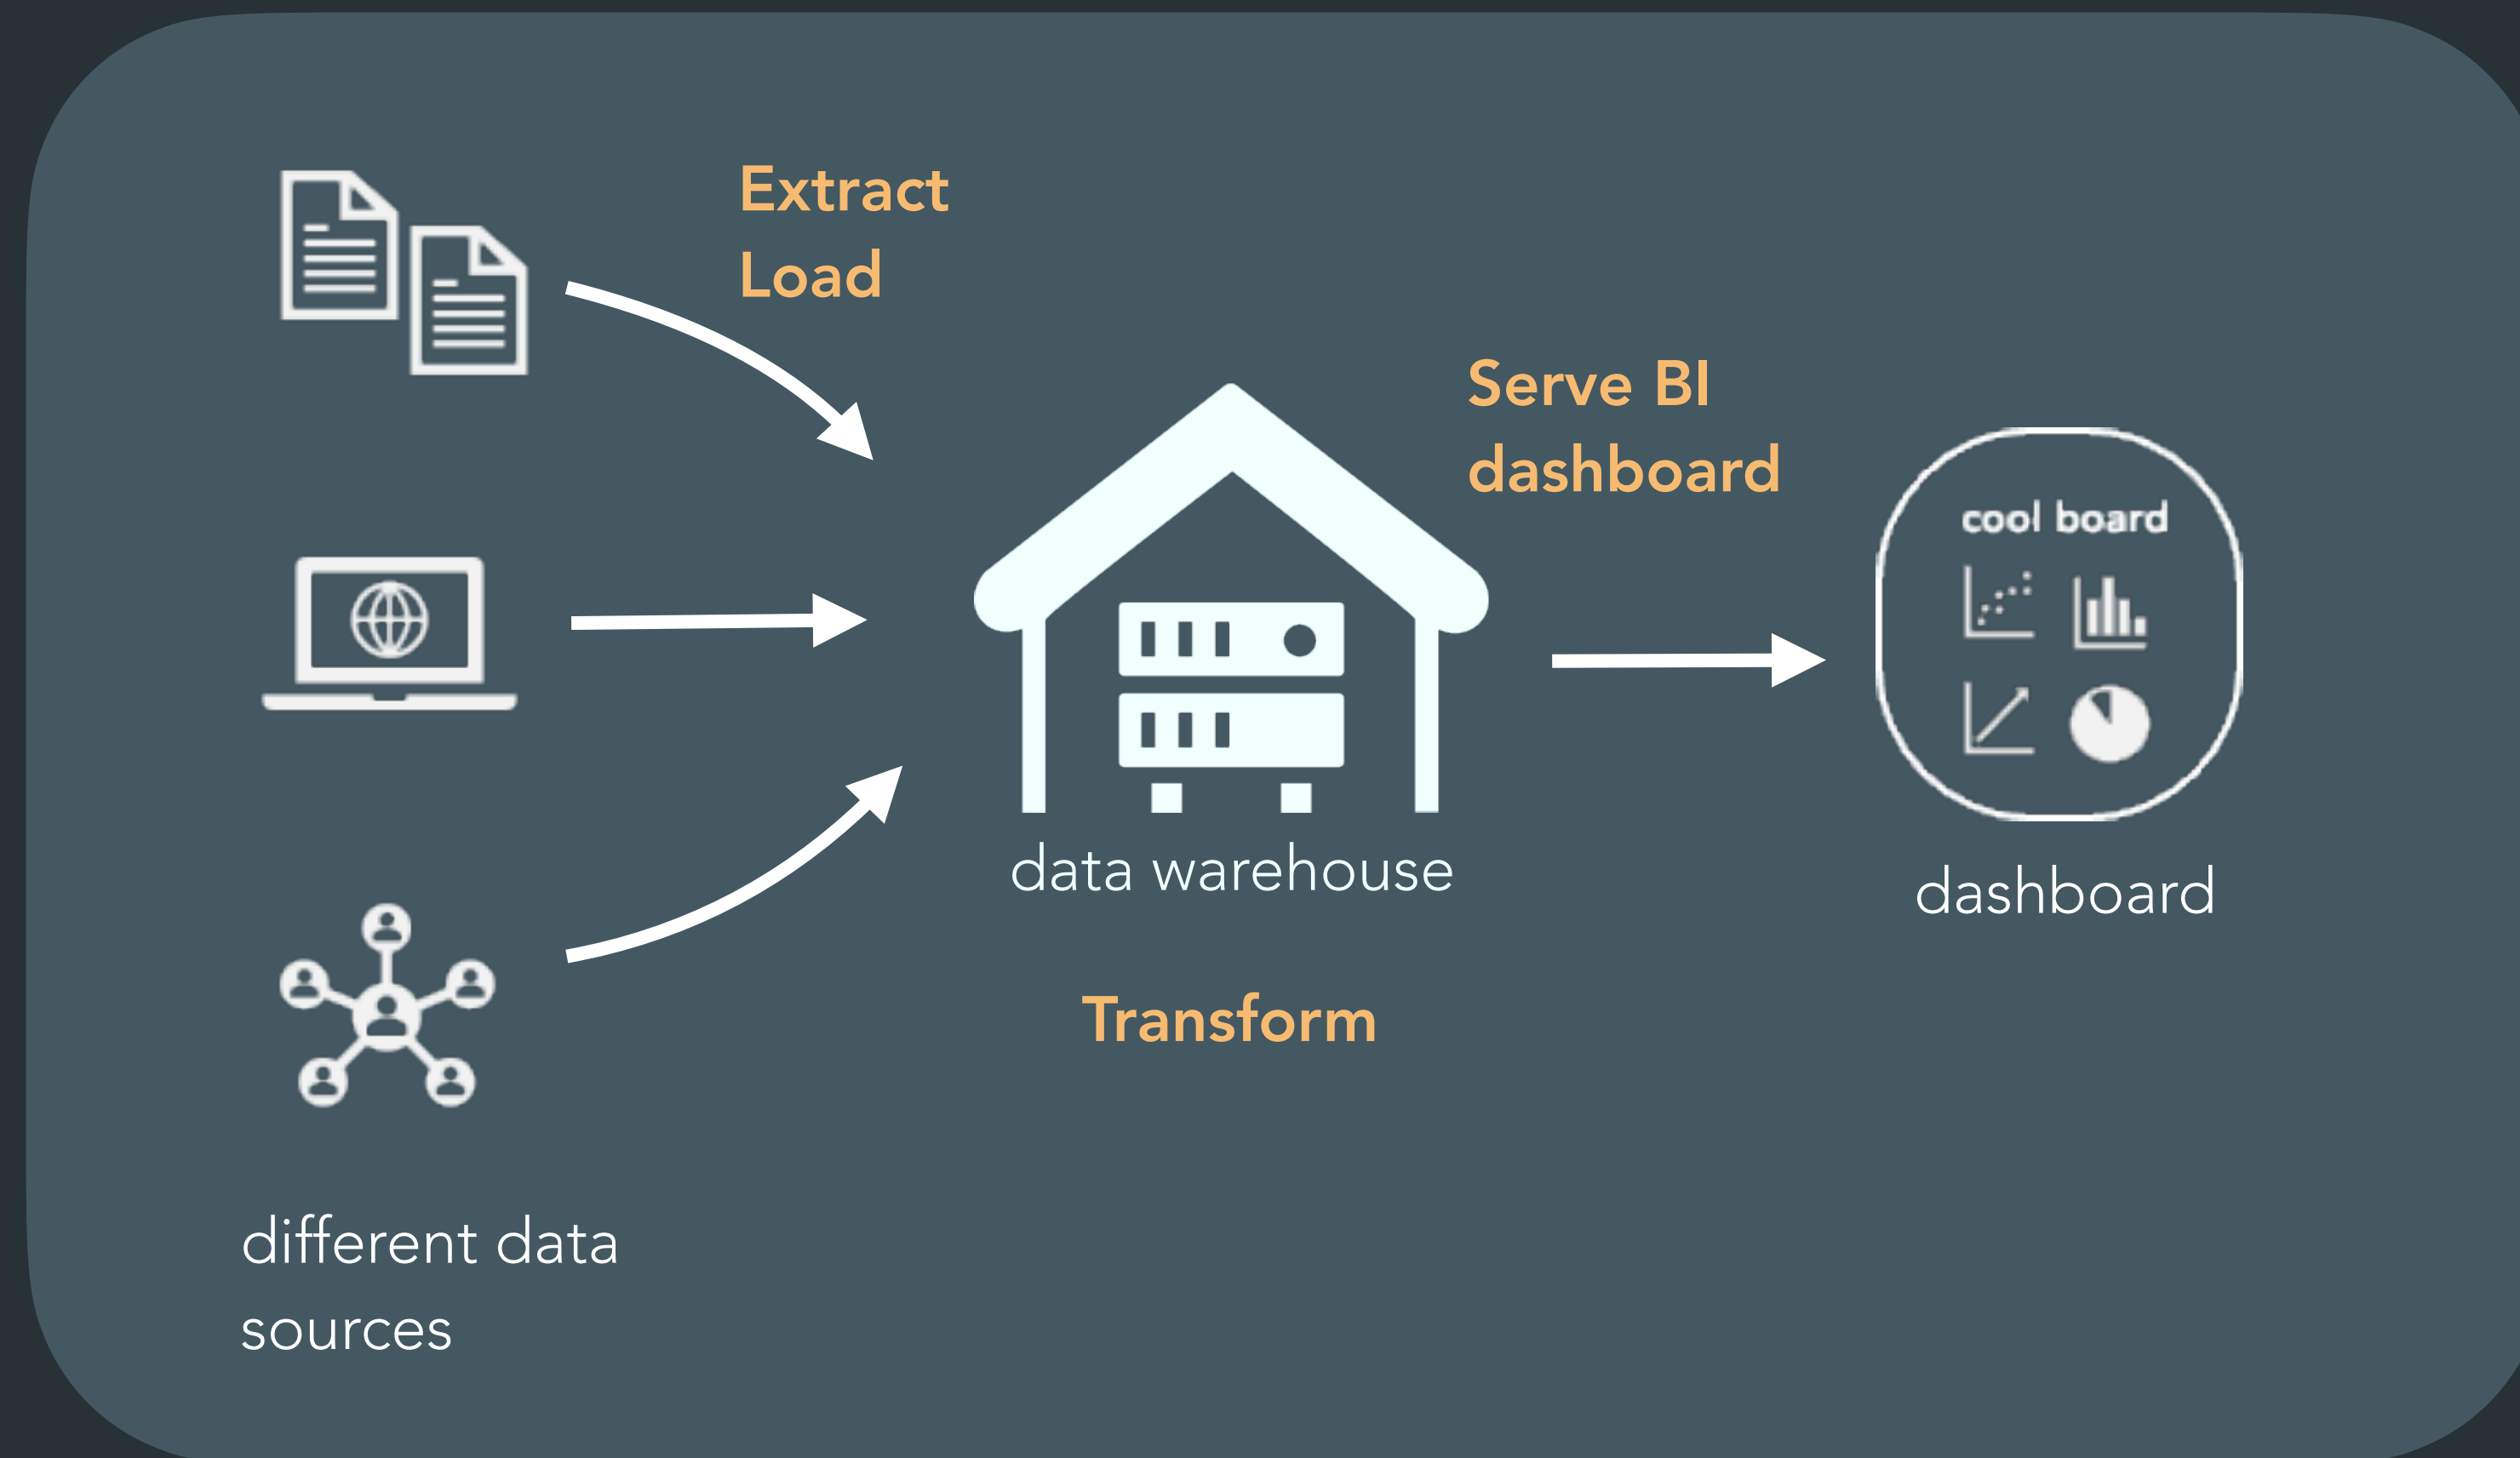 Extract
Load
Serve BI
dashboard
cool board
data warehouse
dashboard
Transform
different data
sources